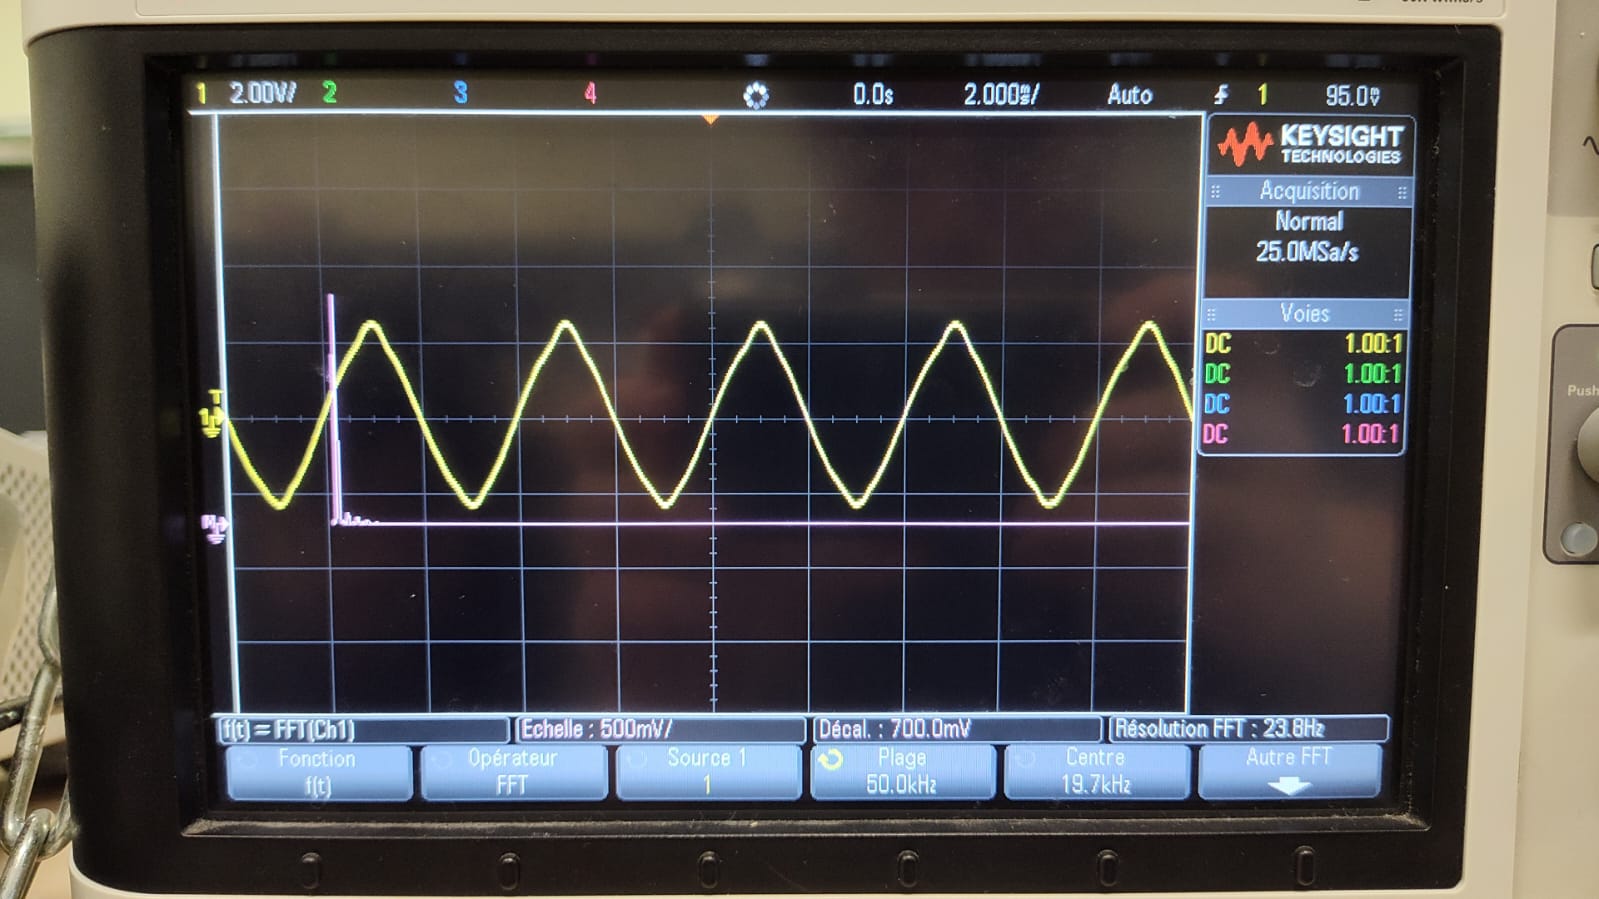 1 2.00V/ 2 3 4 0.0s 2.000ms/ Auto 1 95.0mV
KEYSIGHT
TECHNOLOGIES
Acquisition
Normal
25.0MSa/s
Voies
DC 1.00:1
DC 1.00:1
DC 1.00:1
DC 1.00:1
T
1
Push
f(t) = FFT(Ch1) Echelle : 500mV/ Décal. : 700.0mV Résolution FFT : 23.8Hz
Fonction Opérateur Source 1 Plage Centre Autre FFT
f(t) FFT 1 50.0kHz 19.7kHz